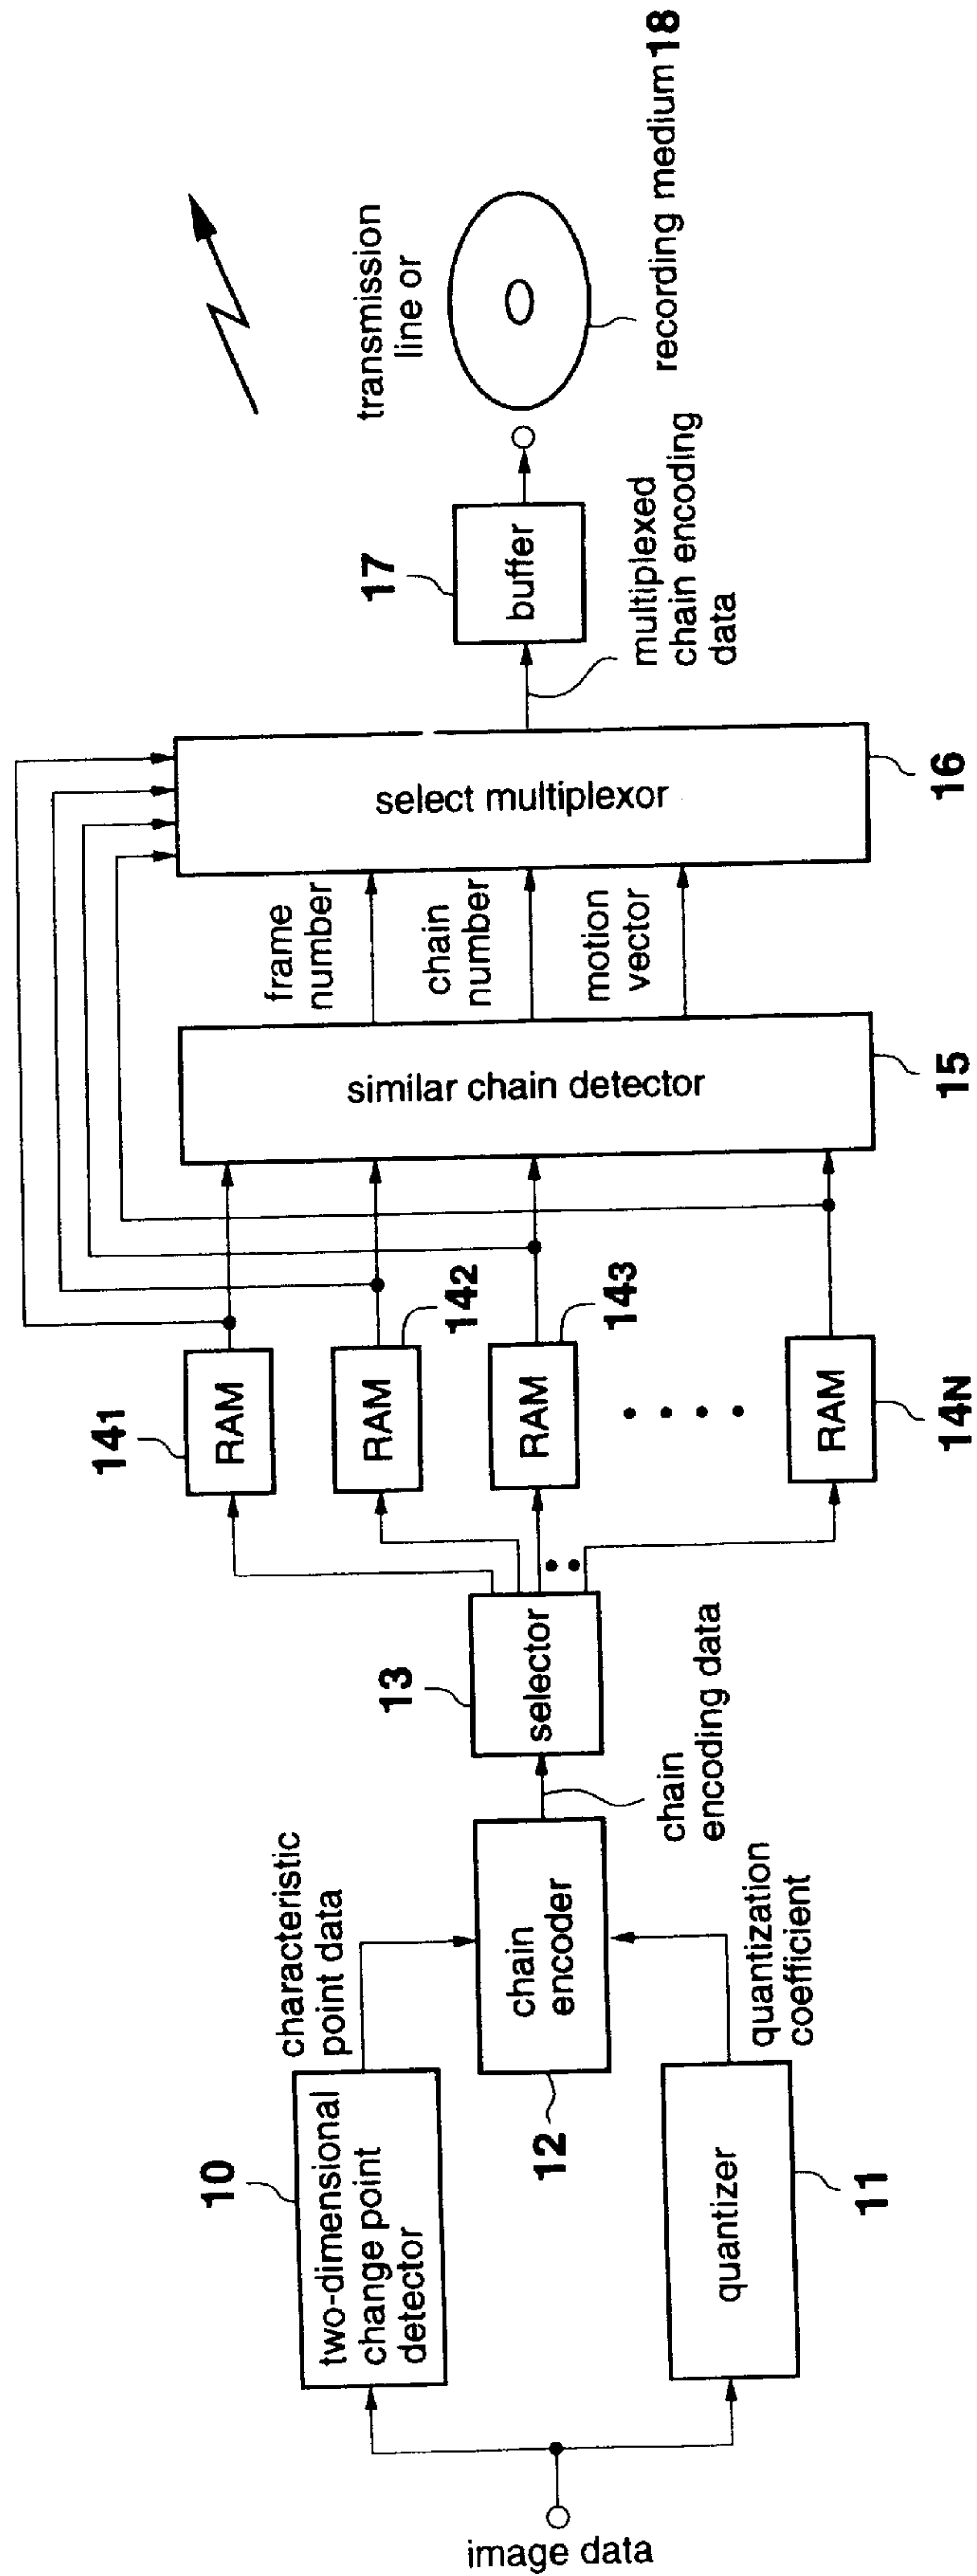 image data
10
two-dimensional
change point
detector
characteristic
point data
quantizer
11
quantization
coefficient
chain
encoder
12
chain
encoding data
13
selector
141
RAM
RAM
142
RAM
143
RAM
14N
similar chain detector
15
frame
number
chain
number
motion
vector
select multiplexor
16
multiplexed
chain encoding
data
17
buffer
transmission
line or
recording medium 18